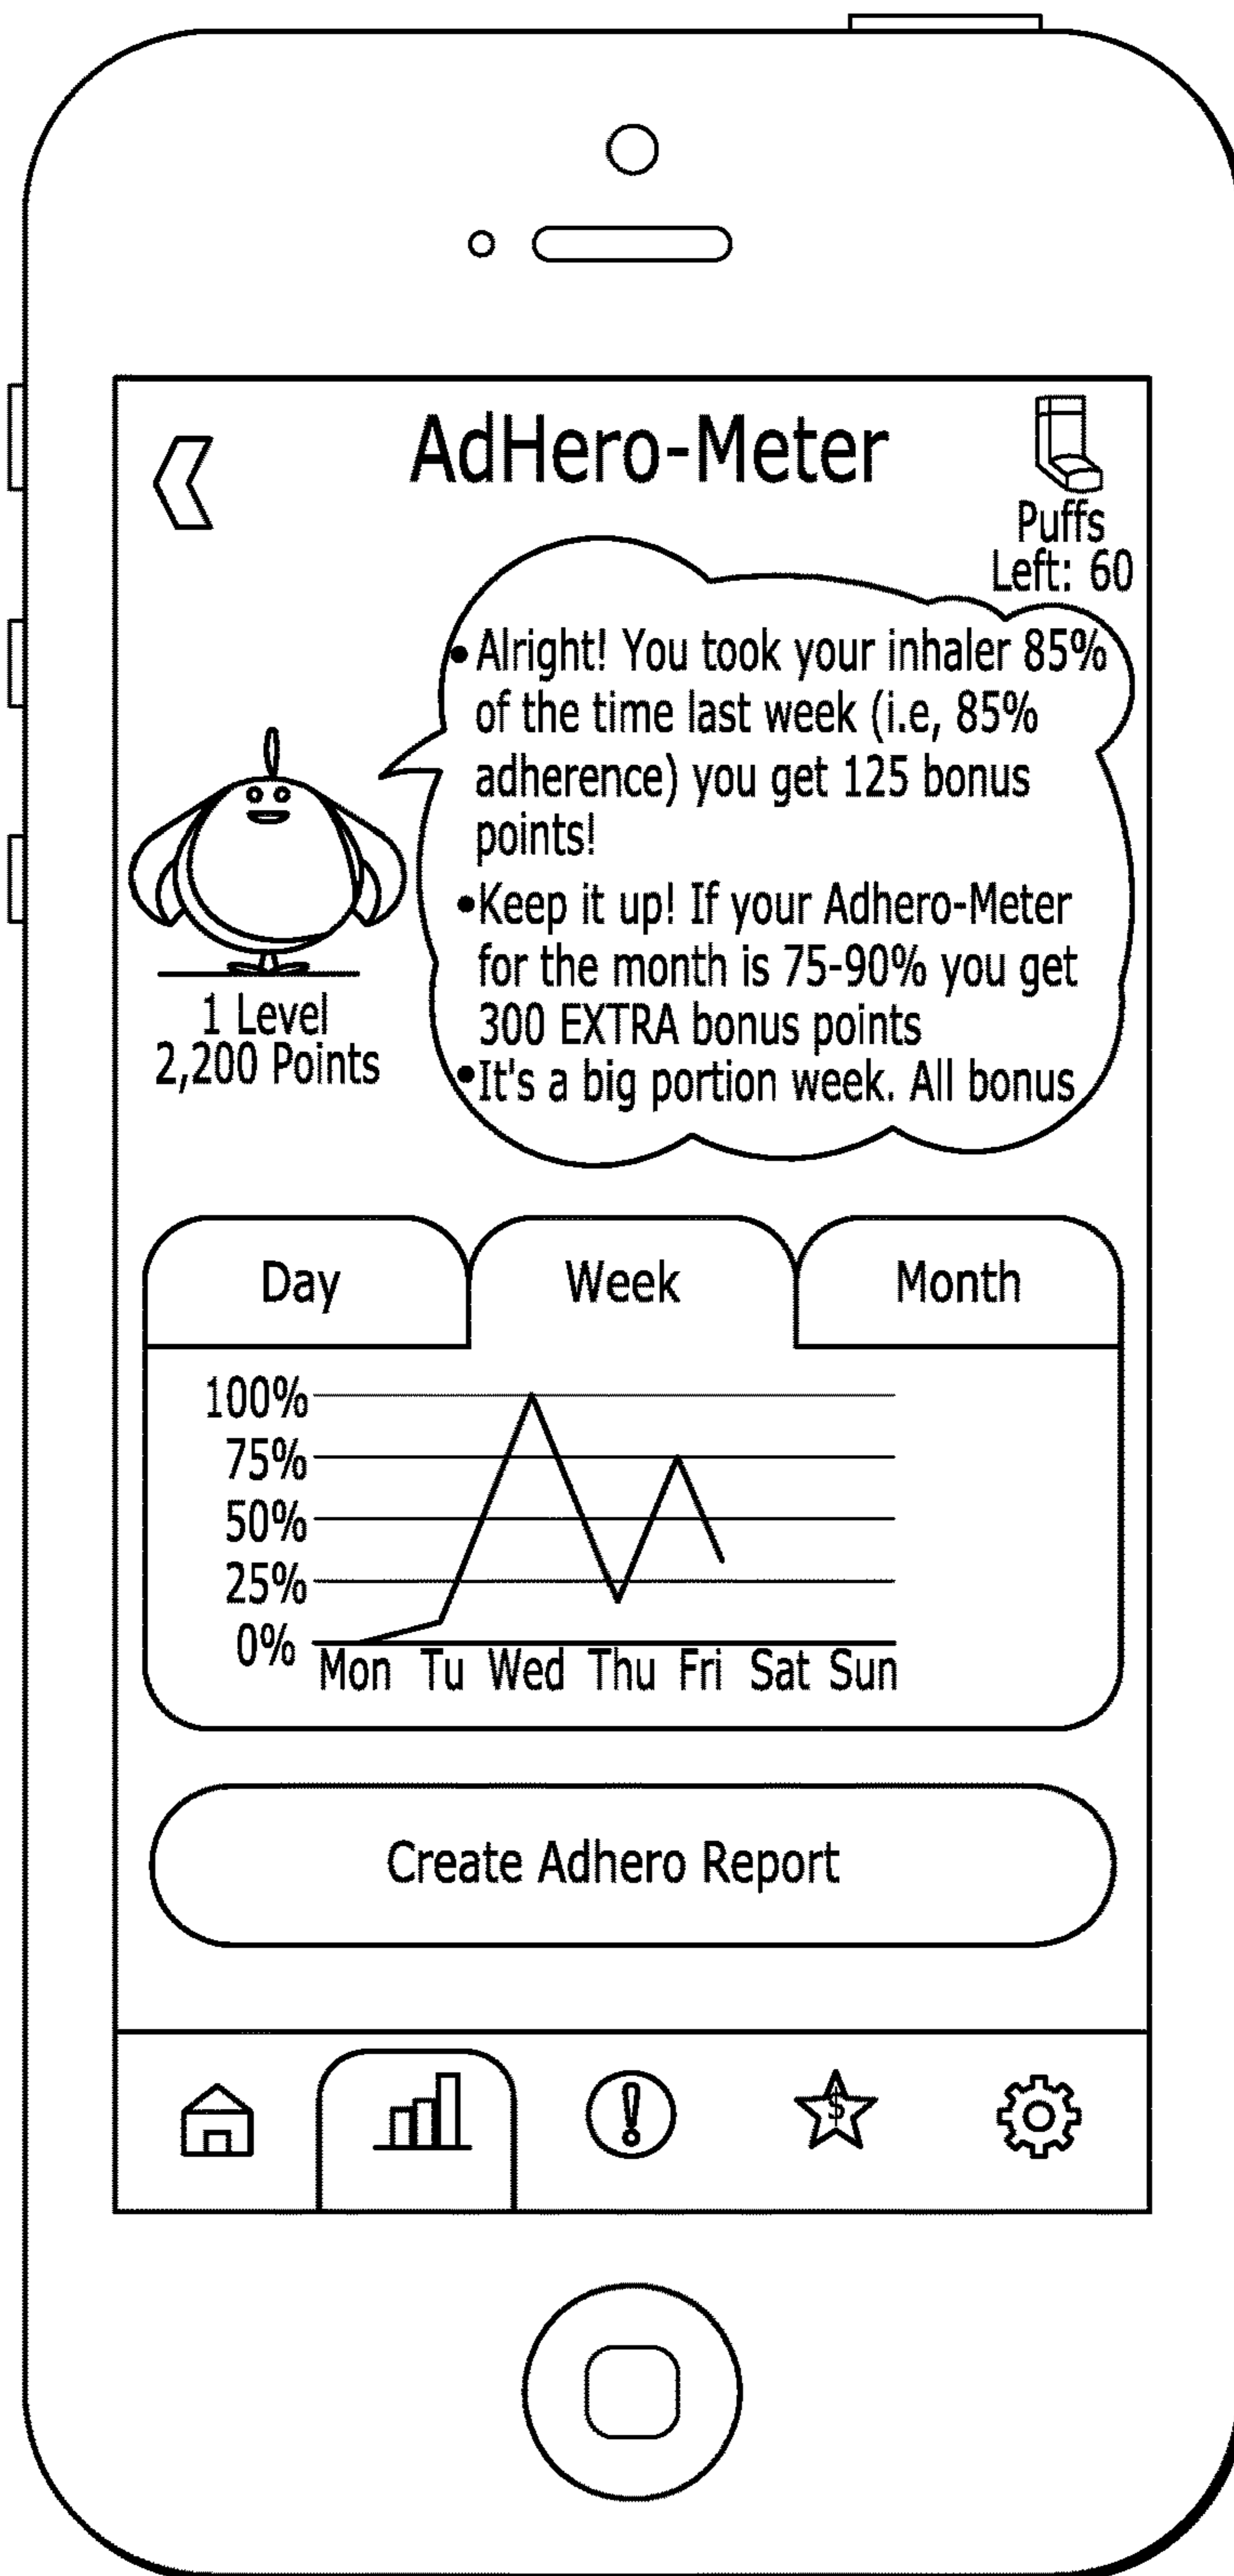 AdHero-Meter
Puffs
Left: 60
• Alright! You took your inhaler 85%
of the time last week (i.e, 85%
adherence) you get 125 bonus
points!
•Keep it up! If your Adhero-Meter
for the month is 75-90% you get
300 EXTRA bonus points
•It's a big portion week. All bonus
1 Level
2,200 Points
Day Week Month
100%
75%
50%
25%
0%
Mon Tu Wed Thu Fri Sat Sun
Create Adhero Report
$